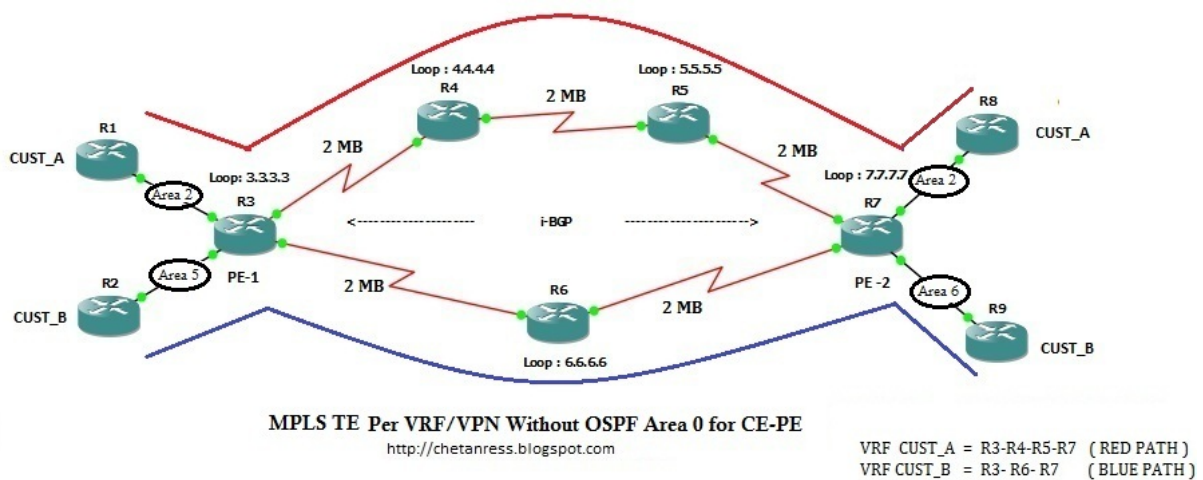 Loop : 4.4.4.4
R4
Loop : 5.5.5.5
R5
2 MB
R8
CUST_A
R1
CUST_A
2 MB
2 MB
Area 2
Loop: 3.3.3.3
R3
Loop : 7.7.7.7
R7
Area 2
<-------------------- i-BGP -------------------->
R2
CUST_B
Area 5
PE-1
2 MB
R6
2 MB
PE -2
Area 6
R9
CUST_B
Loop : 6.6.6.6
MPLS TE Per VRF/VPN Without OSPF Area 0 for CE-PE
http://chetanress.blogspot.com
VRF CUST_A = R3-R4-R5-R7 ( RED PATH )
VRF CUST_B = R3- R6- R7 ( BLUE PATH )